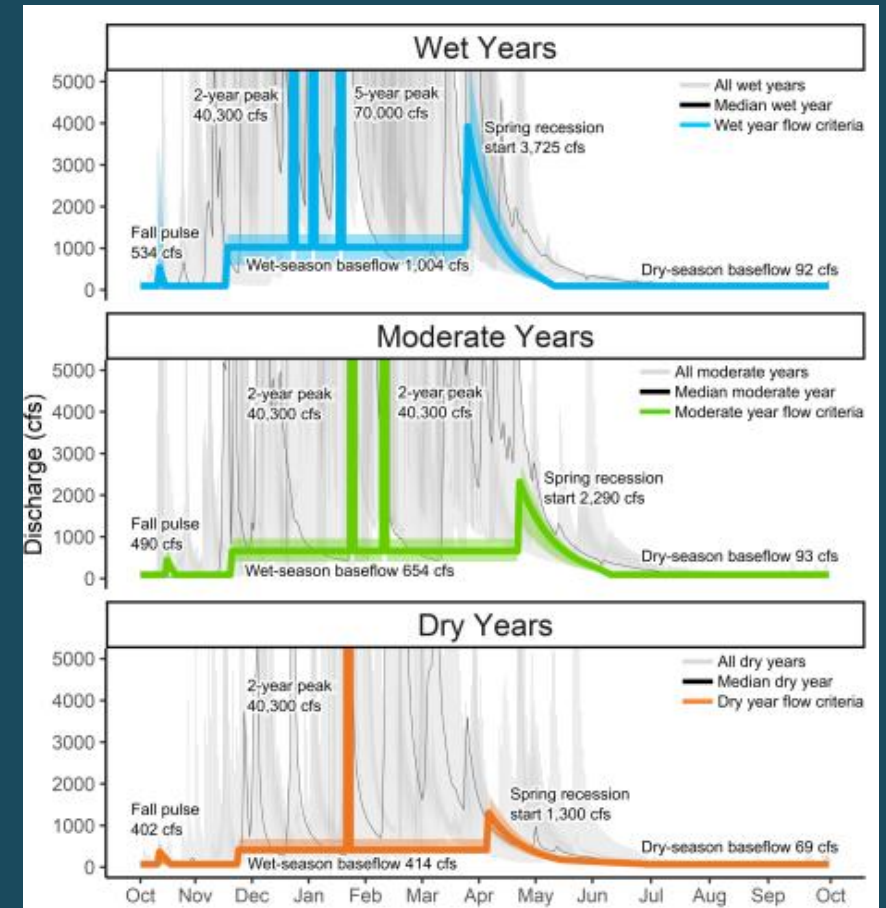 Wet Years
5000
4000
3000
2000
1000
0
2-year peak
40,300 cfs
5-year peak
70,000 cfs
All wet years
Median wet year
Wet year flow criteria
Spring recession
start 3,725 cfs
Fall pulse
534 cfs
Wet-season baseflow 1,004 cfs
Dry-season baseflow 92 cfs
Moderate Years
Discharge (cfs)
5000
4000
3000
2000
1000
0
2-year peak
40,300 cfs
2-year peak
40,300 cfs
All moderate years
Median moderate year
Moderate year flow criteria
Spring recession
start 2,290 cfs
Fall pulse
490 cfs
Wet-season baseflow 654 cfs
Dry-season baseflow 93 cfs
Dry Years
5000
4000
3000
2000
1000
0
2-year peak
40,300 cfs
All dry years
Median dry year
Dry year flow criteria
Spring recession
start 1,300 cfs
Fall pulse
402 cfs
Wet-season baseflow 414 cfs
Dry-season baseflow 69 cfs
Oct Nov Dec Jan Feb Mar Apr May Jun Jul Aug Sep Oct